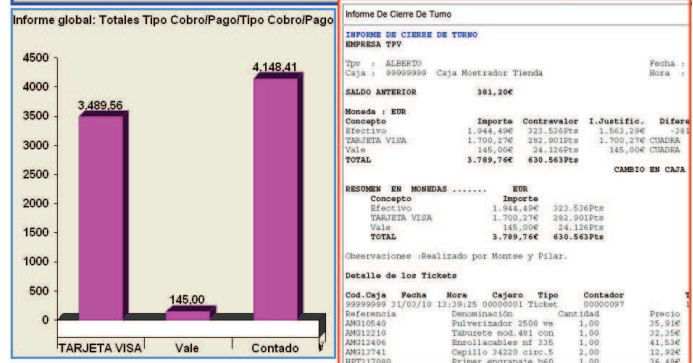 Informe global: Totales Tipo Cobro/Pago/Tipo Cobro/Pago
4500
4000
3500
3000
2500
2000
1500
1000
500
0
3,489,56
145,00
4,148,41
TARJETA VISA
Vale
Contado
Informe De Cierre De Turno
INFORME DE CIERRE DE TURNO
EMPRESA TPV
Tpv : ALBERTO Fecha :
Caja : 99999999 Caja Mostrador Tienda Hora :
SALDO ANTERIOR 381,20€
Moneda : EUR
Concepto Importe Contravalor I.Justific. Difere
Efectivo 1.944,49€ 323.536Pts 1.563,29€ -381
TARJETA VISA 1.700,27€ 282.901Pts 1.700,27€ CUADRA
Vale 145,00€ 24.126Pts 145,00€ CUADRA
TOTAL 3.789,76€ 630.563Pts
CAMBIO EN CAJA
RESUMEN EN MONEDAS ....... EUR
Concepto Importe
Efectivo 1.944,49€ 323.536Pts
TARJETA VISA 1.700,27€ 282.901Pts
Vale 145,00€ 24.126Pts
TOTAL 3.789,76€ 630.563Pts
Observaciones :Realizado por Montse y Pilar.
Detalle de los Tickets
Cod.Caja Fecha Hora Cajero Tipo Contador
99999999 31/03/10 13:39:25 00000001 Ticket 00000097
Referencia Denominación Cantidad Precio
AMG10540 Pulverizador 2500 ve 1,00 35,91€
AMG12210 Taburete mod.481 con 1,00 32,35€
AMG12406 Enrollacables nf 335 1,00 41,53€
AMG13741 Cepillo 34220 circ.5 2,00 12,92€
Primer engranaje b60 1,00